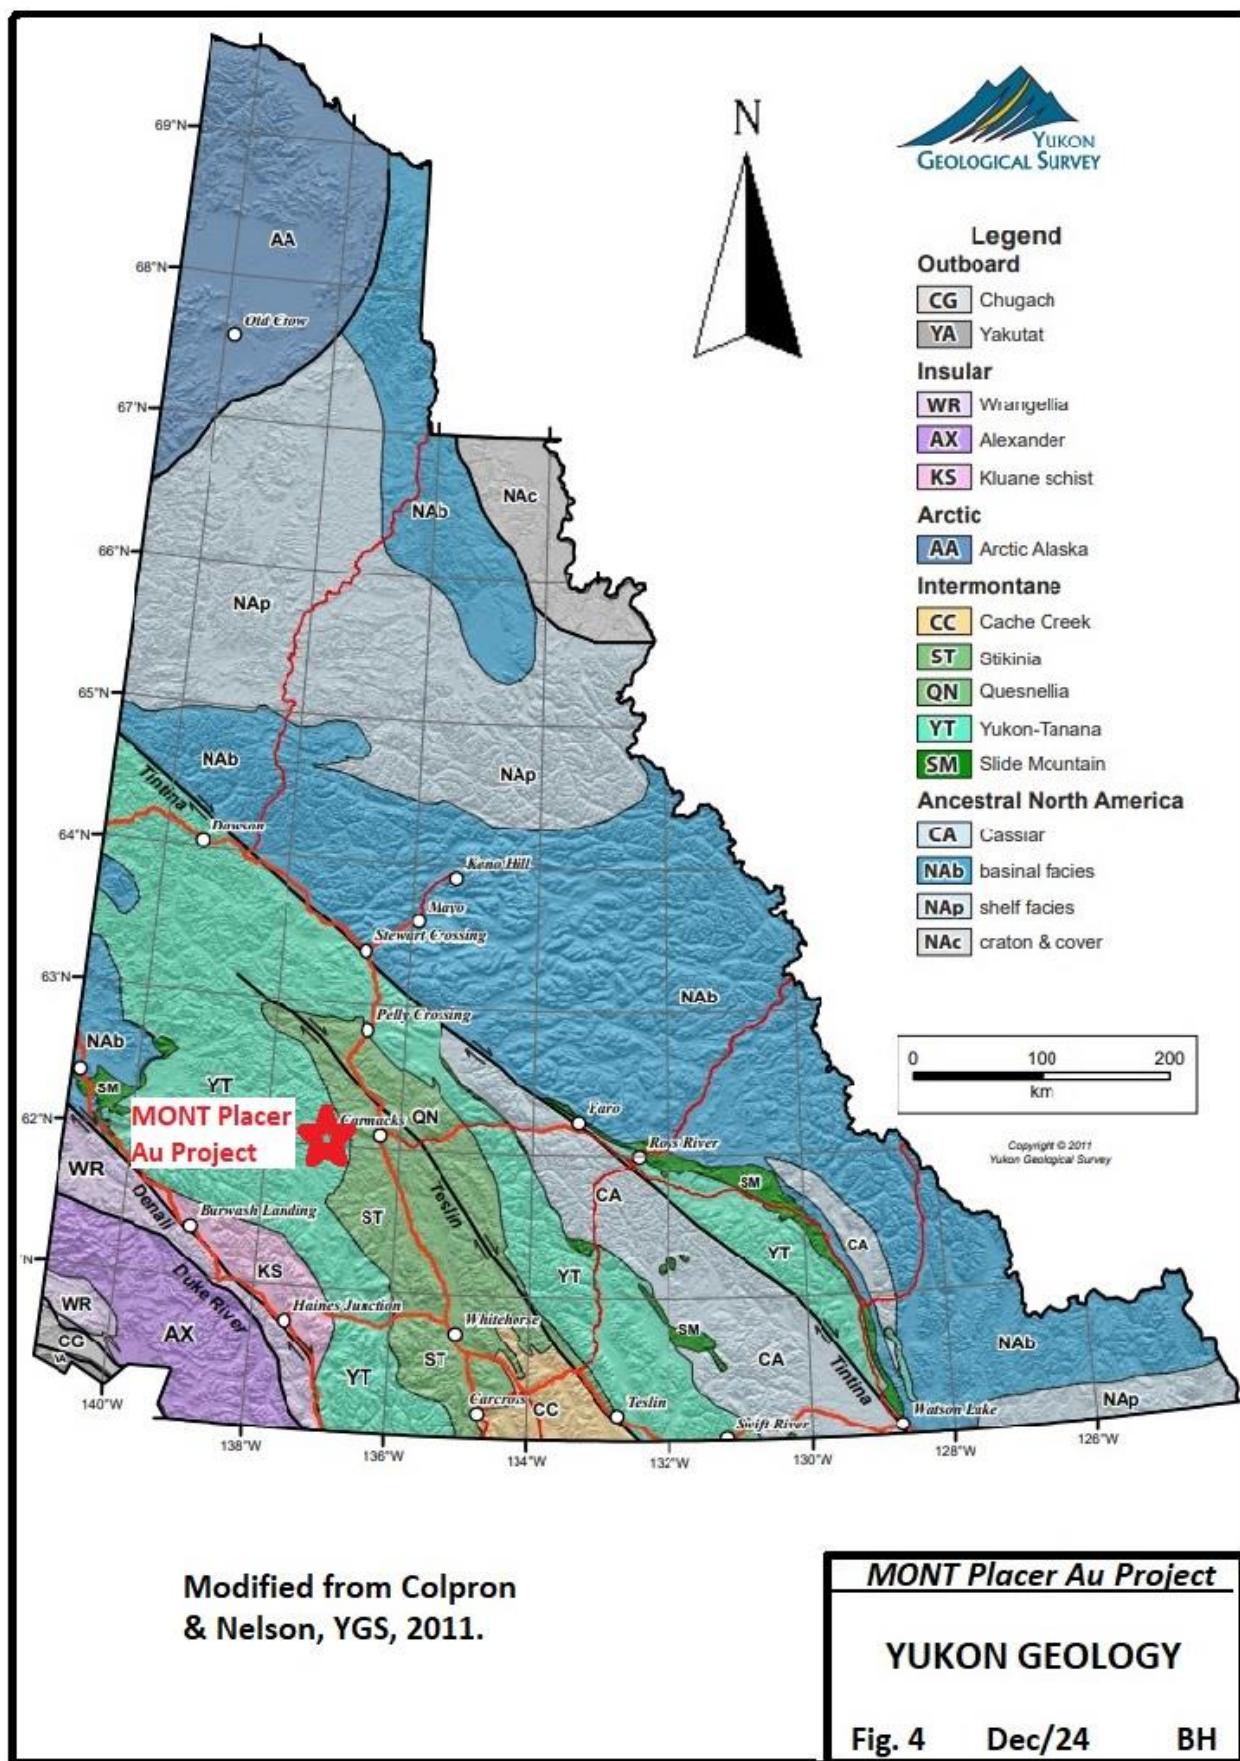 N
YUKON
GEOLOGICAL SURVEY
Legend
Outboard
CG Chugach
YA Yakutat
Insular
WR Wrangellia
AX Alexander
KS Kluane schist
Arctic
AA Arctic Alaska
Intermontane
CC Cache Creek
ST Stikinia
QN Quesnellia
YT Yukon-Tanana
SM Slide Mountain
Ancestral North America
CA Cassiar
NAb basinal facies
NAp shelf facies
NAc craton & cover
0 100 200
km
Copyright © 2011
Yukon Geological Survey
69°N
AA
68°N
Old Crow
67°N
NAc
NAb
66°N
NAp
65°N
NAb
NAp
Tintina
Dawson
64°N
Keno Hill
Mayo
Stewart Crossing
63°N
NAb
Pelly Crossing
NAb
YT
SM
62°N
MONT Placer
Au Project
Carmacks
QN
Faro
Ross River
WR
SM
Denali
Teslin
CA
Burwash Landing
ST
YT
CA
°N
KS
YT
Duke River
WR
Haines Junction
CG
AX
Whitehorse
SM
NAb
YA
ST
CA
YT
Tintina
140°W
Carcross
CC
Teslin
Swift River
Watson Lake
NAp
138°W
136°W
134°W
132°W
130°W
128°W
126°W
Modified from Colpron
& Nelson, YGS, 2011.
MONT Placer Au Project
YUKON GEOLOGY
Fig. 4 Dec/24 BH